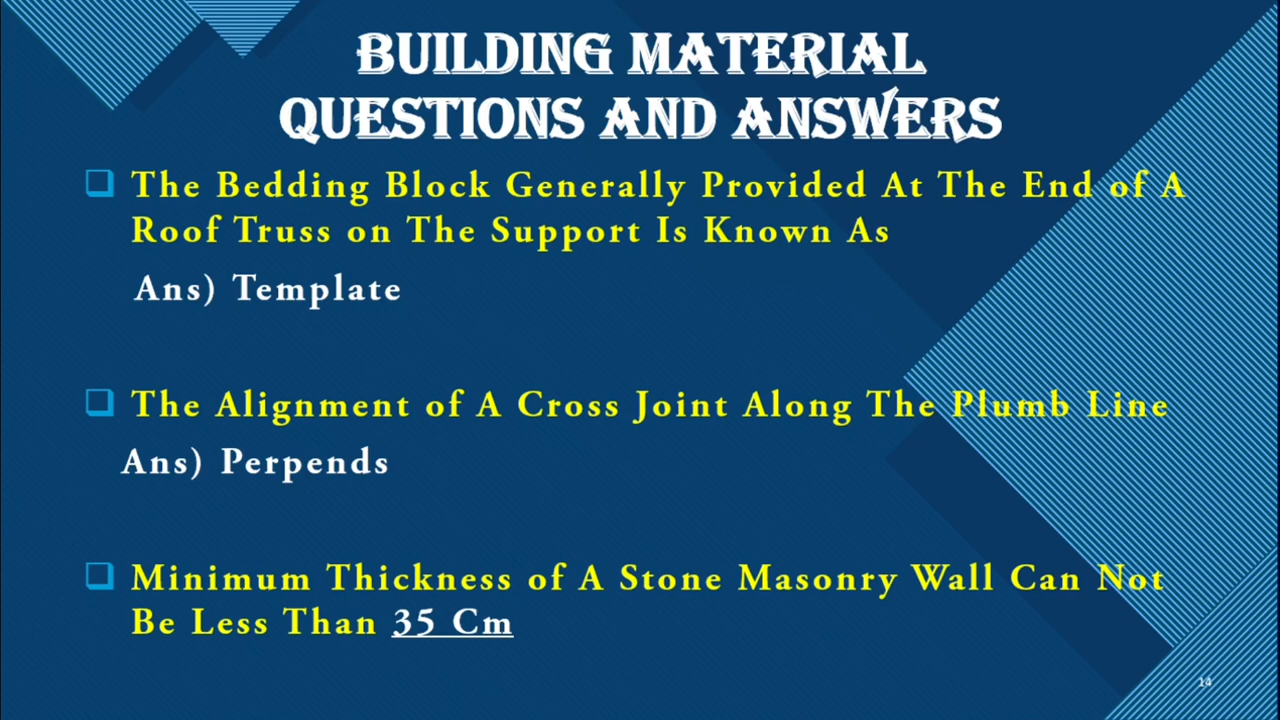 BUILDING MATERIAL
QUESTIONS AND ANSWERS
The Bedding Block Generally Provided At The End of A
Roof Truss on The Support Is Known As
Ans) Template
The Alignment of A Cross Joint Along The Plumb Line
Ans) Perpends
Minimum Thickness of A Stone Masonry Wall Can Not
Be Less Than 35 Cm
14